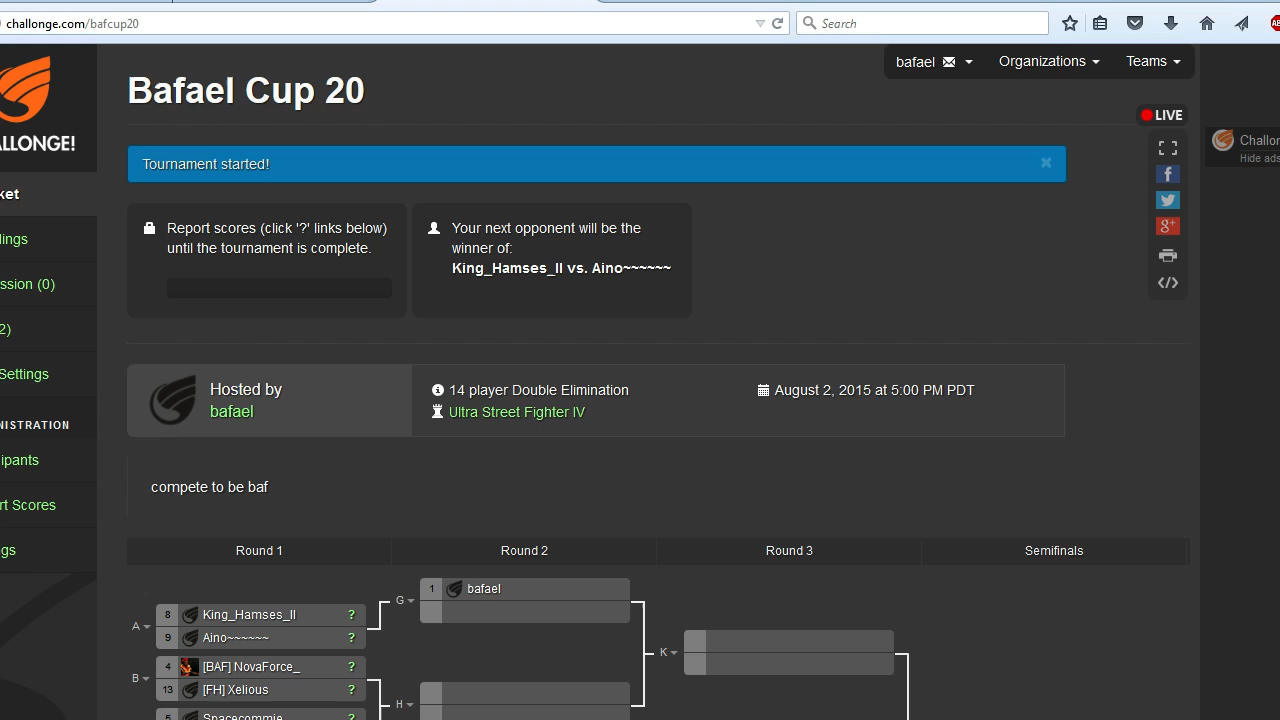 challonge.com/bafcup20
Search
bafael
Organizations
Teams
Bafael Cup 20
LIVE
ALLONGE!
Tournament started!
×
Challon
Hide ads
ket
Report scores (click '?' links below)
until the tournament is complete.
Your next opponent will be the
winner of:
King_Hamses_II vs. Aino~~~~~~
ings
ssion (0)
2)
Settings
NISTRATION
ipants
rt Scores
gs
Hosted by
bafael
14 player Double Elimination
Ultra Street Fighter IV
August 2, 2015 at 5:00 PM PDT
compete to be baf
Round 1 Round 2 Round 3 Semifinals
G 1 bafael
A 8 King_Hamses_II ?
9 Aino~~~~~~ ?
K
B 4 [BAF] NovaForce_ ?
13 [FH] Xelious ?
H
5 Spacecommie ?